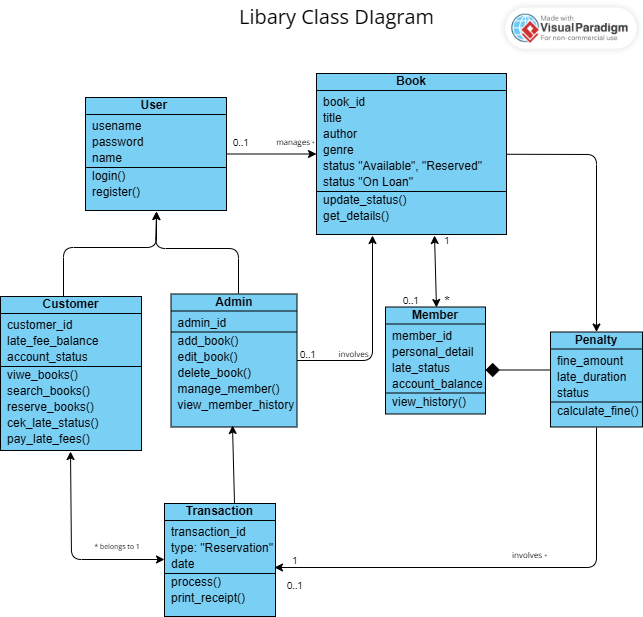 Libary Class DIagram
Made with
VisualParadigm
For non-commercial use
Book
book_id
title
author
genre
status "Available", "Reserved"
status "On Loan"
update_status()
get_details()
User
usename
password
name
login()
register()
0..1
manages *
Customer
customer_id
late_fee_balance
account_status
viwe_books()
search_books()
reserve_books()
cek_late_status()
pay_late_fees()
Admin
admin_id
add_book()
edit_book()
delete_book()
manage_member()
view_member_history
0..1
involves
1
0..1
*
Member
member_id
personal_detail
late_status
account_balance
view_history()
Penalty
fine_amount
late_duration
status
calculate_fine()
Transaction
transaction_id
type: "Reservation"
date
process()
print_receipt()
* belongs to 1
1
0..1
involves *